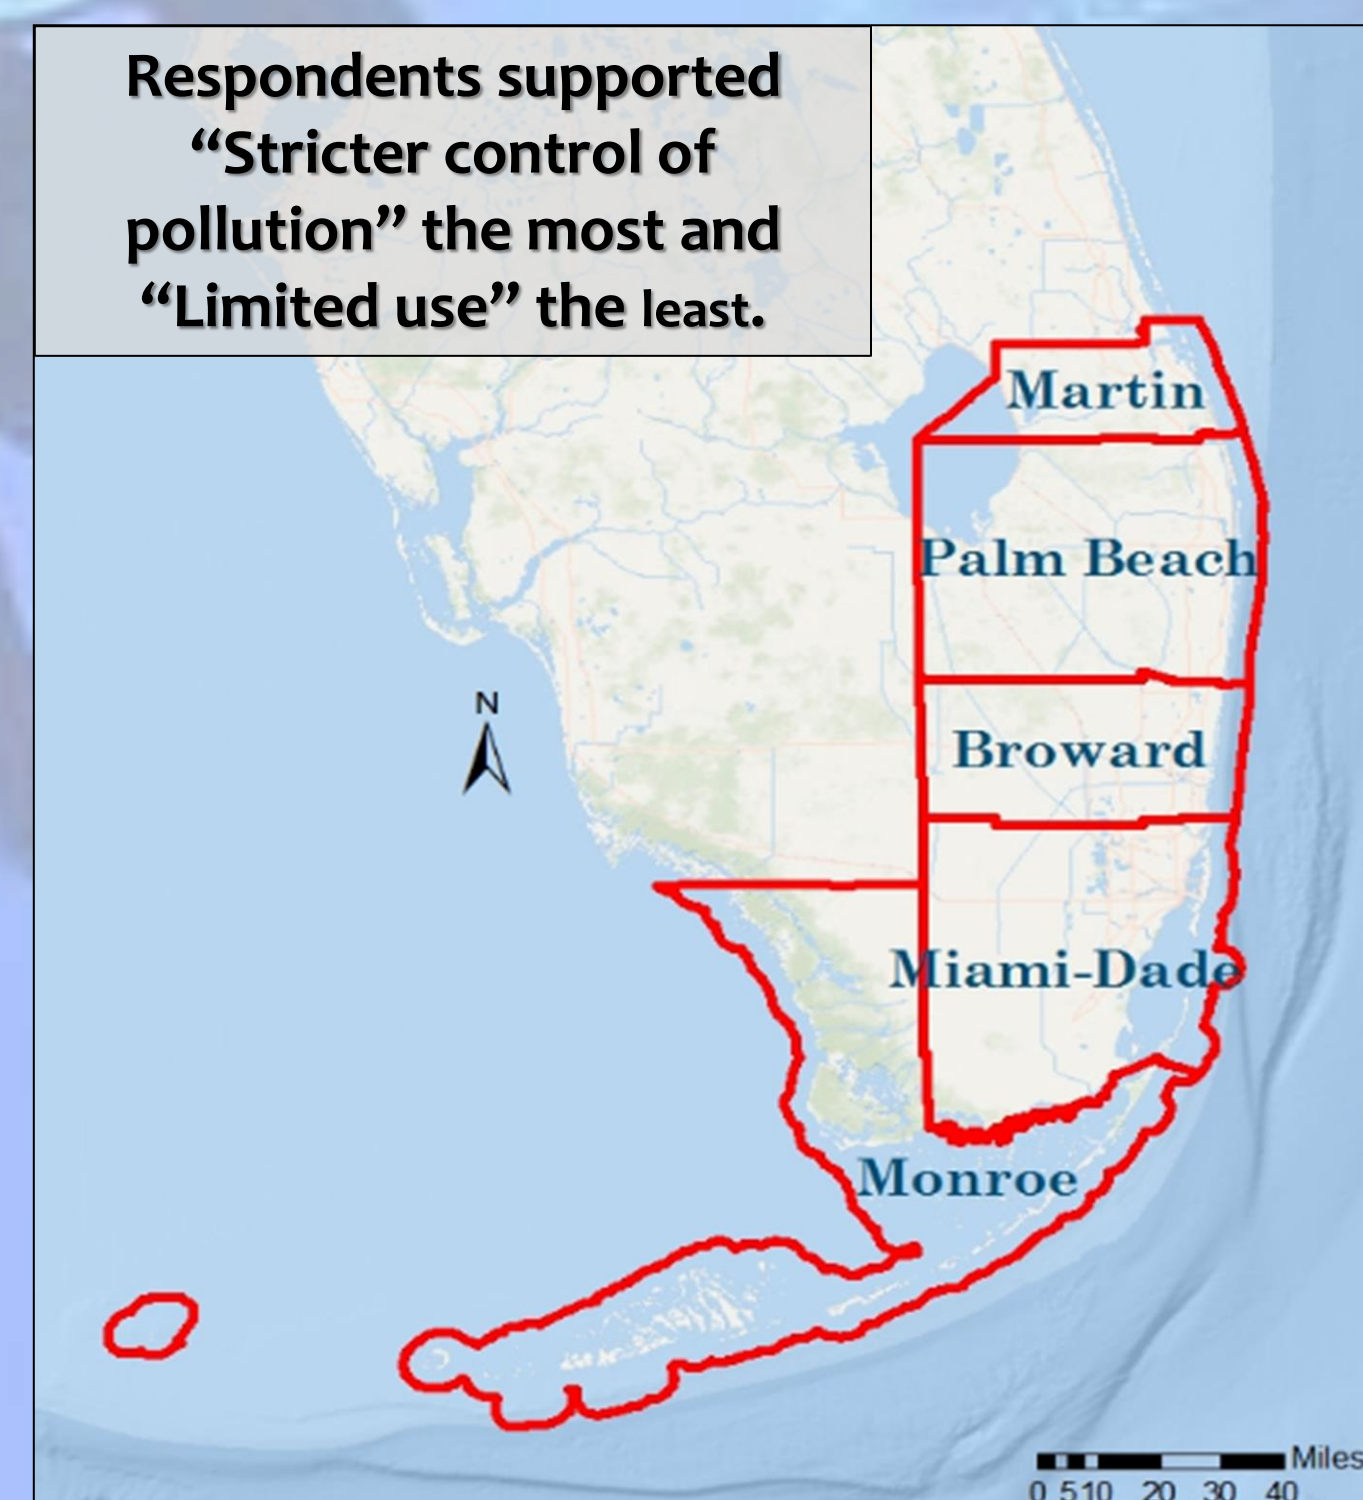 Respondents supported
“Stricter control of
pollution” the most and
“Limited use” the least.
Martin
Palm Beach
N
Broward
Miami-Dade
Monroe
Miles
0 5 10 20 30 40